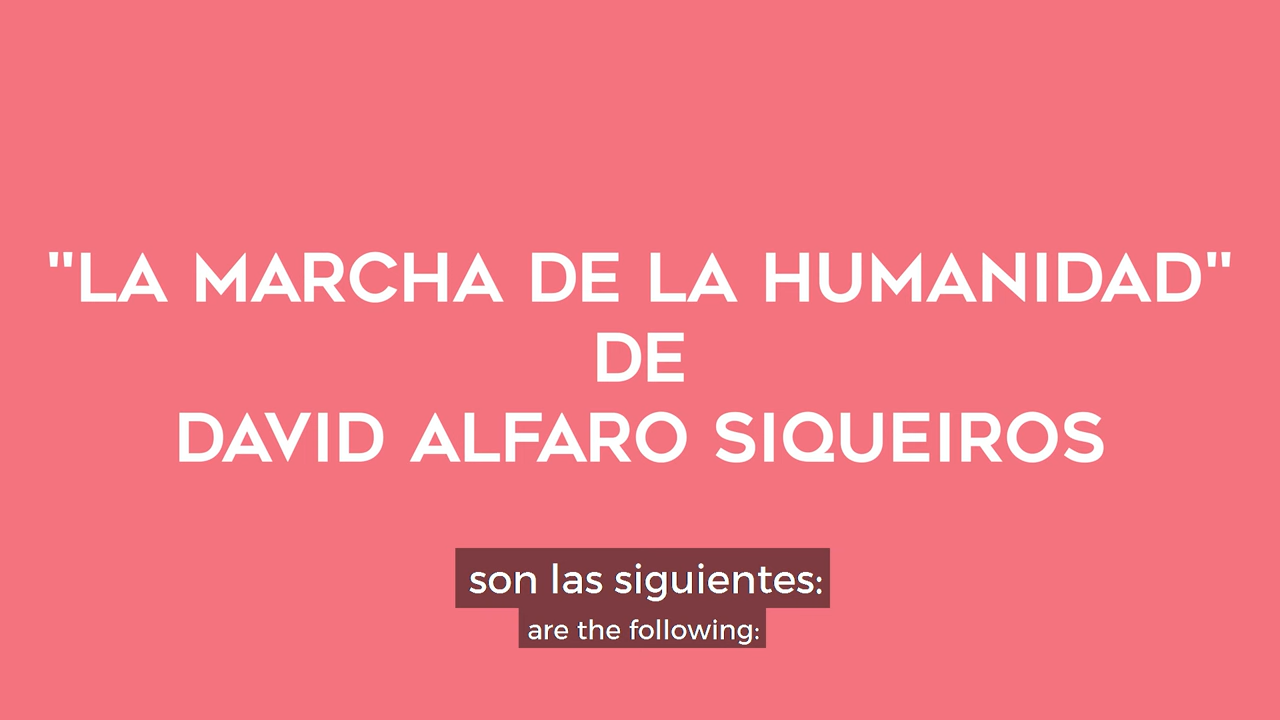 "LA MARCHA DE LA HUMANIDAD"
DE
DAVID ALFARO SIQUEIROS
son las siguientes:
are the following: